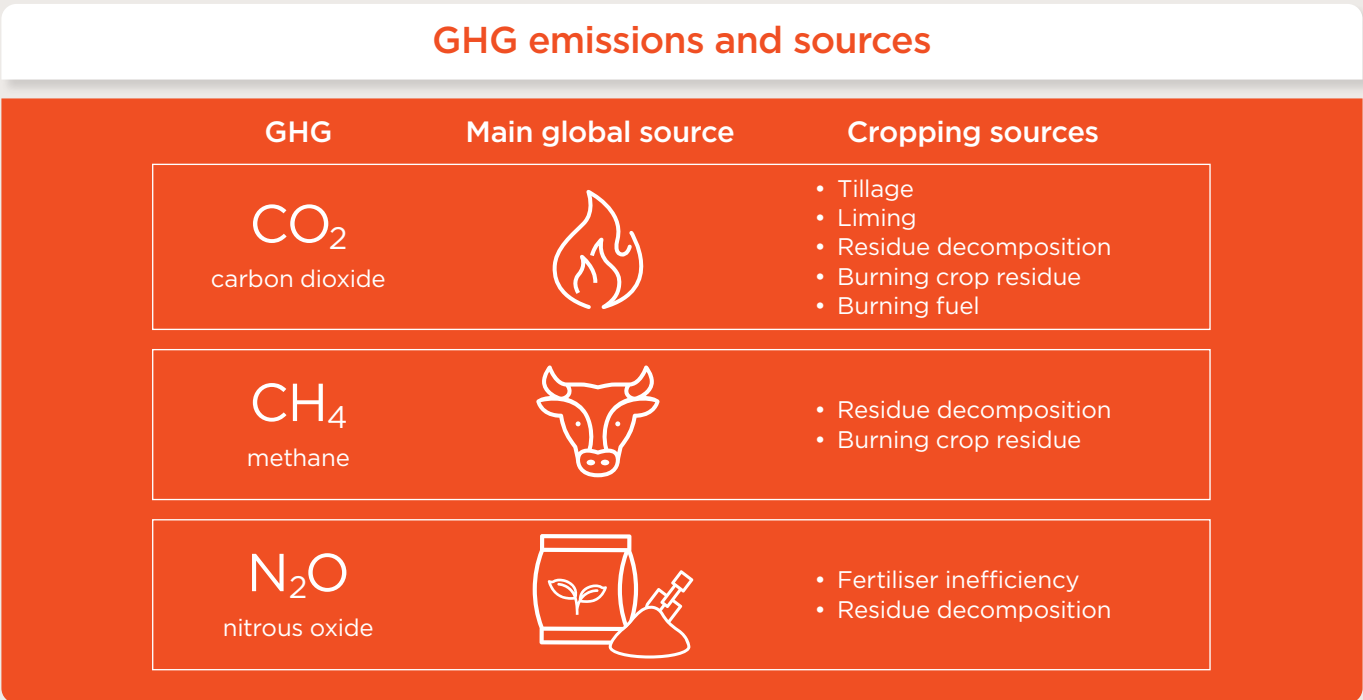 GHG emissions and sources
GHG
Main global source
Cropping sources
CO₂
carbon dioxide
• Tillage
• Liming
• Residue decomposition
• Burning crop residue
• Burning fuel
CH₄
methane
• Residue decomposition
• Burning crop residue
N₂O
nitrous oxide
• Fertiliser inefficiency
• Residue decomposition